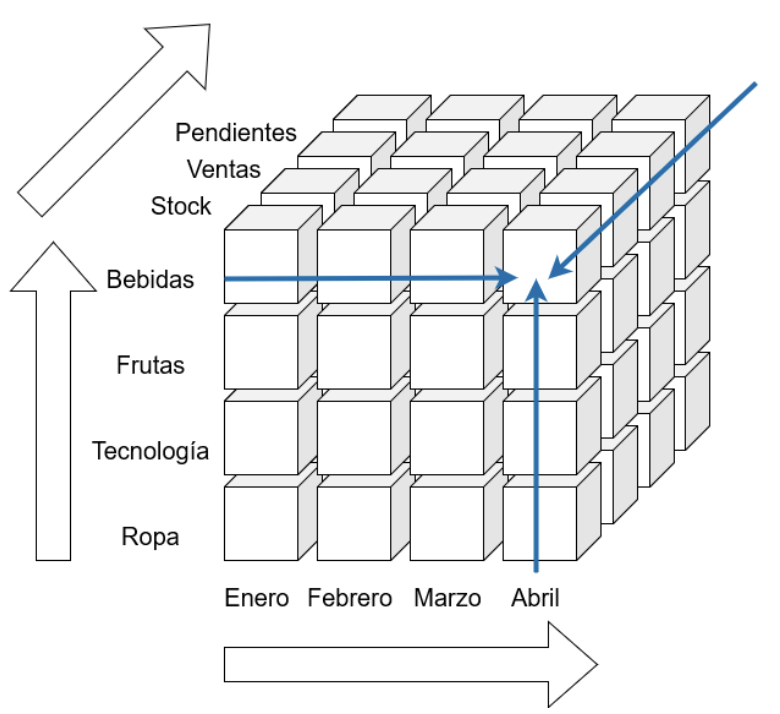 Pendientes
Ventas
Stock
Bebidas
Frutas
Tecnología
Ropa
Enero Febrero Marzo Abril